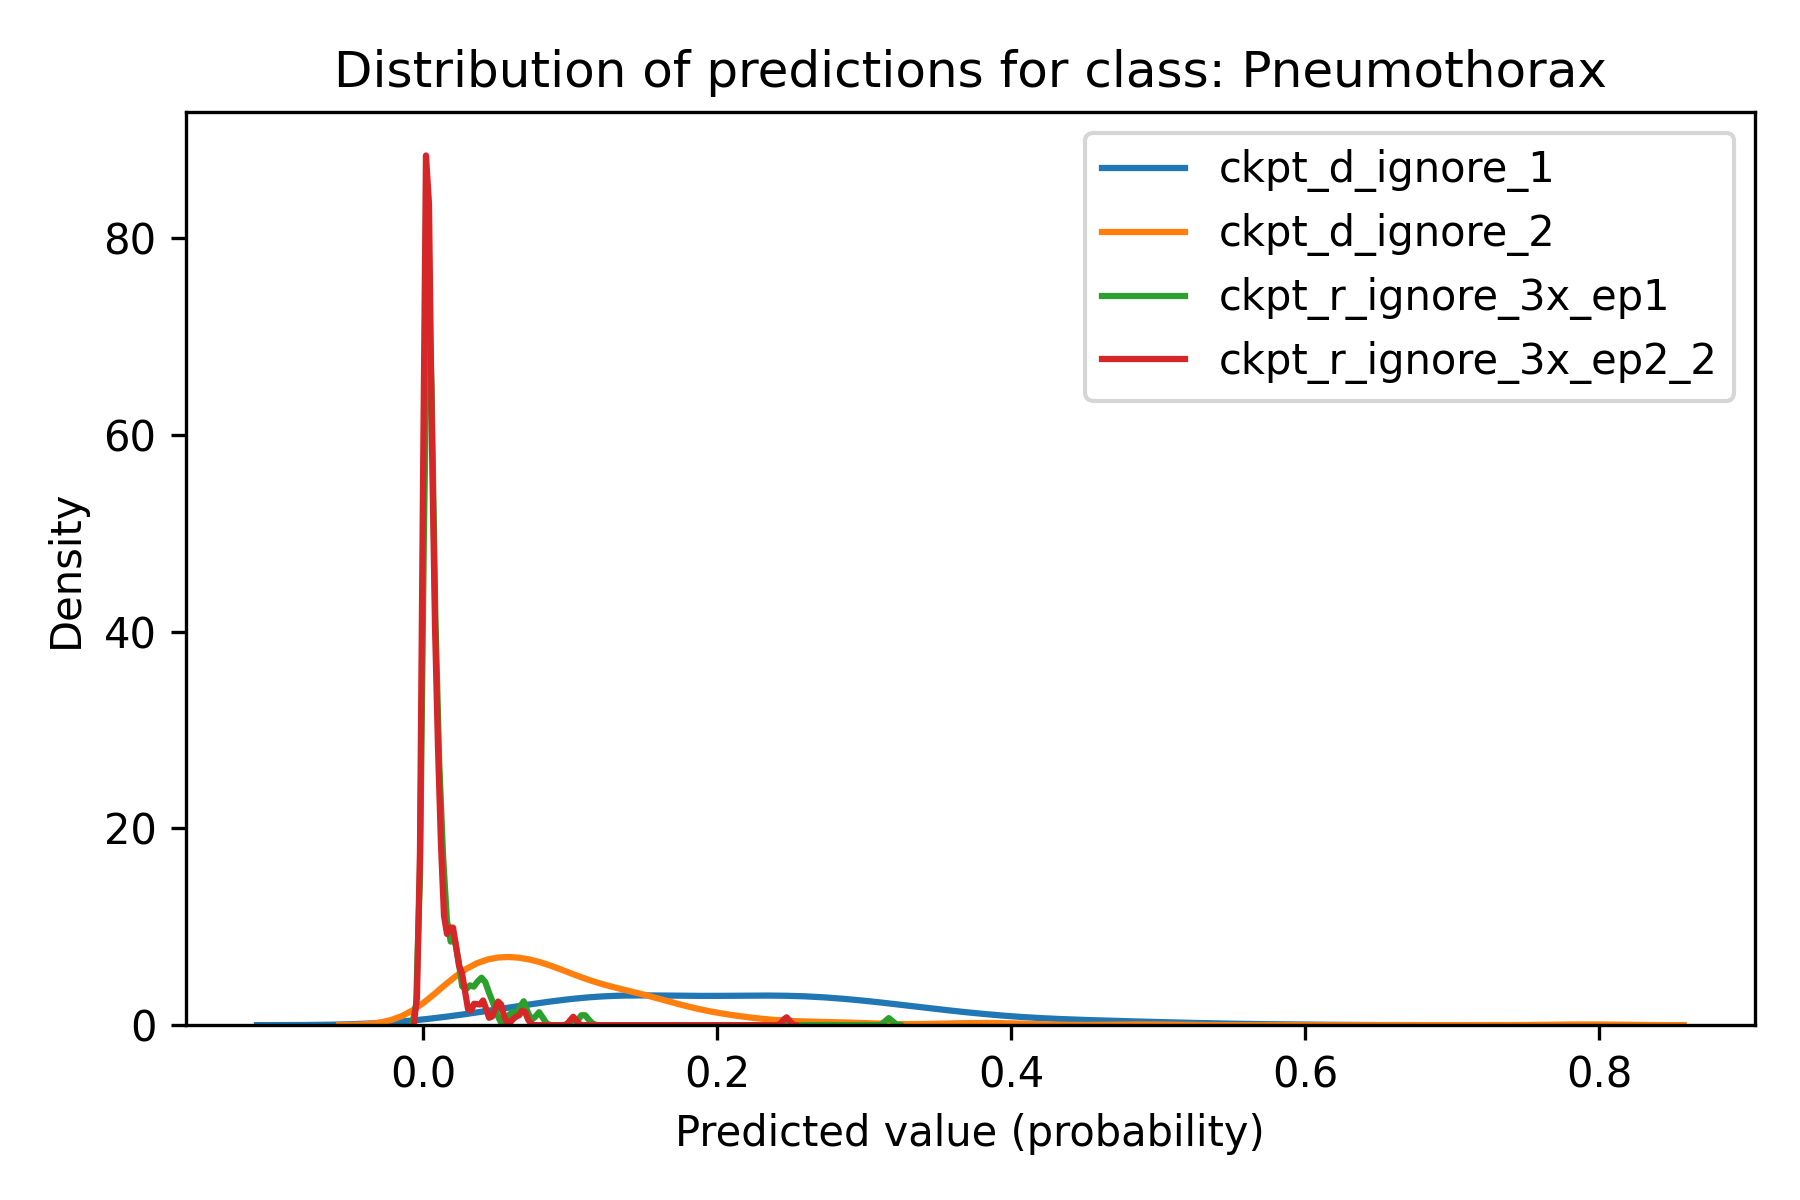 Distribution of predictions for class: Pneumothorax
ckpt_d_ignore_1
ckpt_d_ignore_2
ckpt_r_ignore_3x_ep1
ckpt_r_ignore_3x_ep2_2
Density
80
60
40
20
0
0.0 0.2 0.4 0.6 0.8
Predicted value (probability)